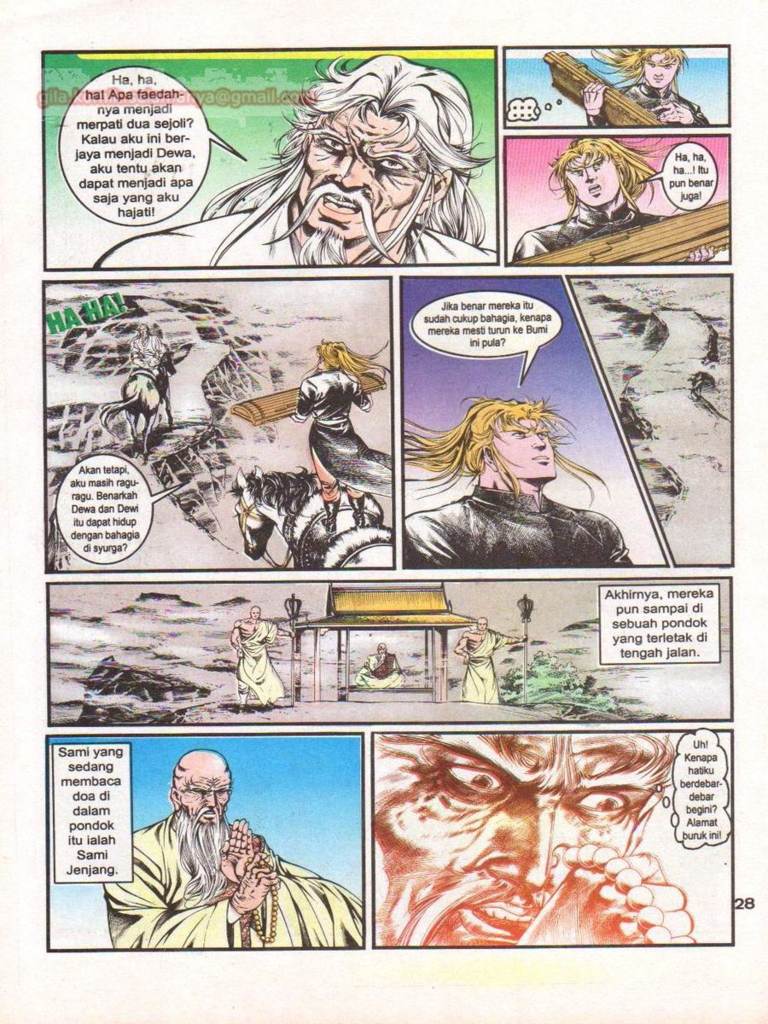 Ha, ha,
ha! Apa faedah-
nya menjadi
merpati dua sejoli?
Kalau aku ini ber-
jaya menjadi Dewa,
aku tentu akan
dapat menjadi apa
saja yang aku
hajati!
Ha, ha,
ha...! Itu
pun benar
juga!
HA HA!
Akan tetapi,
aku masih ragu-
ragu. Benarkah
Dewa dan Dewi
itu dapat hidup
dengan bahagia
di syurga?
Jika benar mereka itu
sudah cukup bahagia, kenapa
mereka mesti turun ke Bumi
ini pula?
Akhirnya, mereka
pun sampai di
sebuah pondok
yang terletak di
tengah jalan.
Sami yang
sedang
membaca
doa di
dalam
pondok
itu ialah
Sami
Jenjang.
Uh!
Kenapa
hatiku
berdebar-
debar
begini?
Alamat
buruk ini!
28